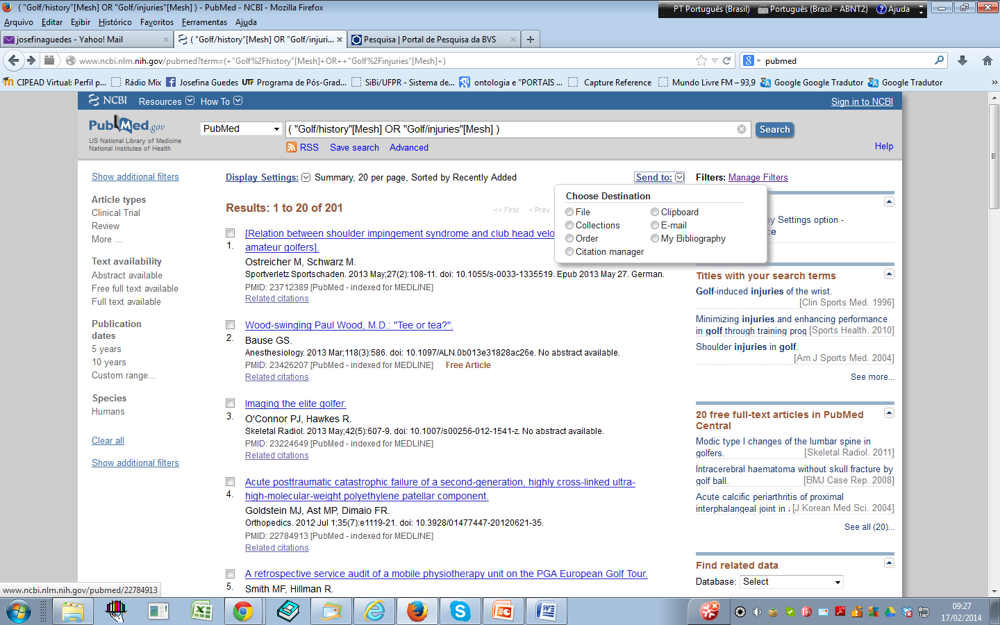 ( "Golf/history"[Mesh] OR "Golf/injuries"[Mesh] ) - PubMed - NCBI - Mozilla Firefox
PT Português (Brasil) Português (Brasil - ABNT2) Ajuda
Arquivo Editar Exibir Histórico Favoritos Ferramentas Ajuda
josefinaguedes - Yahoo! Mail
( "Golf/history"[Mesh] OR "Golf/injuri...
Pesquisa | Portal de Pesquisa da BVS
www.ncbi.nlm.nih.gov/pubmed?term=(+"Golf%2Fhistory"[Mesh]+OR++"Golf%2Finjuries"[Mesh]+)
pubmed
CIPEAD Virtual: Perfil p... Rádio Mix Josefina Guedes UTF Programa de Pós-Grad... SiBi/UFPR - Sistema de... ontologia e "PORTAIS ... Capture Reference Mundo Livre FM – 93,9 Google Google Tradutor Google Tradutor
NCBI Resources How To Sign in to NCBI
PubMed.gov
US National Library of Medicine
National Institutes of Health
PubMed
( "Golf/history"[Mesh] OR "Golf/injuries"[Mesh] )
Search
RSS Save search Advanced
Help
Show additional filters
Article types
Clinical Trial
Review
More ...
Text availability
Abstract available
Free full text available
Full text available
Publication
dates
5 years
10 years
Custom range...
Species
Humans
Clear all
Show additional filters
Display Settings: Summary, 20 per page, Sorted by Recently Added
Send to:
Choose Destination
File
Clipboard
Collections
E-mail
Order
My Bibliography
Citation manager
Results: 1 to 20 of 201
<< First < Prev
1. [Relation between shoulder impingement syndrome and club head velo
amateur golfers].
Ostreicher M, Schwarz M.
Sportverletz Sportschaden. 2013 May;27(2):108-11. doi: 10.1055/s-0033-1335519. Epub 2013 May 27. German.
PMID: 23712389 [PubMed - indexed for MEDLINE]
Related citations
2. Wood-swinging Paul Wood, M.D.: "Tee or tea?".
Bause GS.
Anesthesiology. 2013 Mar;118(3):586. doi: 10.1097/ALN.0b013e31828ac26e. No abstract available.
PMID: 23426207 [PubMed - indexed for MEDLINE] Free Article
Related citations
3. Imaging the elite golfer.
O'Connor PJ, Hawkes R.
Skeletal Radiol. 2013 May;42(5):607-9. doi: 10.1007/s00256-012-1541-z. No abstract available.
PMID: 23224649 [PubMed - indexed for MEDLINE]
Related citations
4. Acute posttraumatic catastrophic failure of a second-generation, highly cross-linked ultra-
high-molecular-weight polyethylene patellar component.
Goldstein MJ, Ast MP, Dimaio FR.
Orthopedics. 2012 Jul 1;35(7):e1119-21. doi: 10.3928/01477447-20120621-35.
PMID: 22784913 [PubMed - indexed for MEDLINE]
Related citations
5. A retrospective service audit of a mobile physiotherapy unit on the PGA European Golf Tour.
Smith MF, Hillman R.
Filters: Manage Filters
y Settings option -
ce
Titles with your search terms
Golf-induced injuries of the wrist.
[Clin Sports Med. 1996]
Minimizing injuries and enhancing performance
in golf through training prog [Sports Health. 2010]
Shoulder injuries in golf.
[Am J Sports Med. 2004]
See more...
20 free full-text articles in PubMed
Central
Modic type I changes of the lumbar spine in
golfers. [Skeletal Radiol. 2011]
Intracerebral haematoma without skull fracture by
golf ball. [BMJ Case Rep. 2008]
Acute calcific periarthritis of proximal
interphalangeal joint in a [J Korean Med Sci. 2004]
See all (20)...
Find related data
Database: Select
www.ncbi.nlm.nih.gov/pubmed/22784913
09:27
17/02/2014